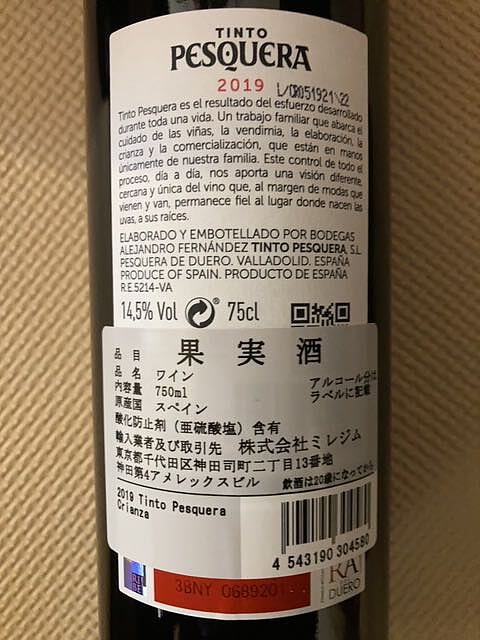 TINTO
PESQUERA
2019
L/CR051921\22
Tinto Pesquera es el resultado del esfuerzo desarrollado
durante toda una vida. Un trabajo familiar que abarca el
cuidado de las viñas, la vendimia, la elaboración, la
crianza y la comercialización, que están en manos
únicamente de nuestra familia. Este control de todo el
proceso, día a día, nos aporta una visión diferente,
cercana y única del vino que, al margen de modas que
vienen y van, permanece fiel al lugar donde nacen las
uvas, a sus raíces.
ELABORADO Y EMBOTELLADO POR BODEGAS
ALEJANDRO FERNÁNDEZ TINTO PESQUERA, S.L.
PESQUERA DE DUERO. VALLADOLID. ESPAÑA
PRODUCE OF SPAIN. PRODUCTO DE ESPAÑA
R.E.5214-VA
14,5% Vol 75cl
品目 果実酒
品名 ワイン
アルコール分は
内容量 750ml
ラベルに記載
原産国 スペイン
酸化防止剤（亜硫酸塩）含有
輸入業者及び取引先 株式会社ミレジム
東京都千代田区神田司町二丁目13番地
神田第4アメレックスビル 飲酒は20歳になってから
2019 Tinto Pesquera
Crianza
4 543190 304580
3BNY 0689201
DUERO